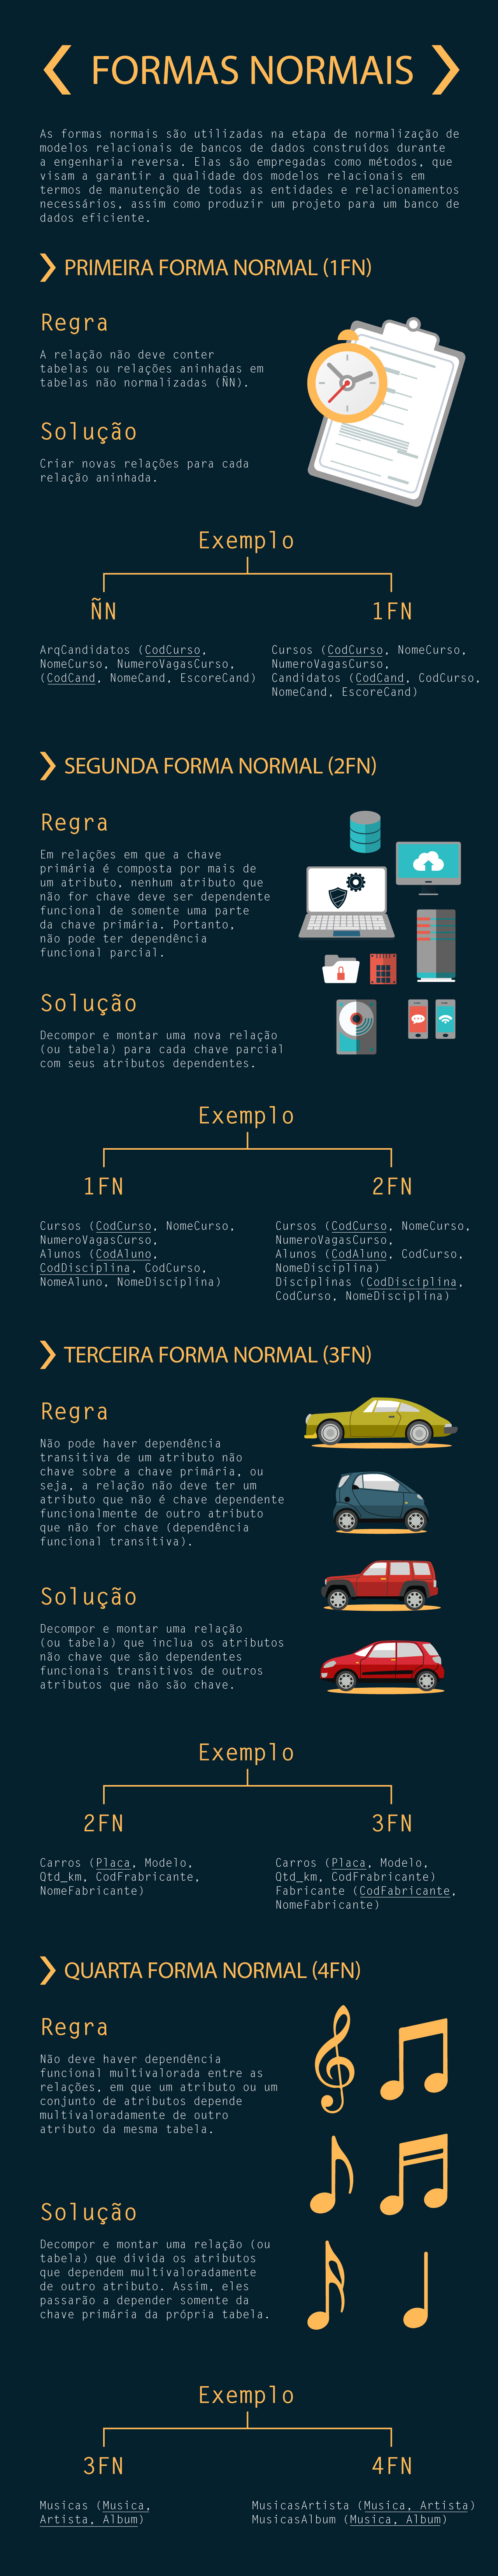 FORMAS NORMAIS
As formas normais são utilizadas na etapa de normalização de
modelos relacionais de bancos de dados construídos durante
a engenharia reversa. Elas são empregadas como métodos, que
visam a garantir a qualidade dos modelos relacionais em
termos de manutenção de todas as entidades e relacionamentos
necessários, assim como produzir um projeto para um banco de
dados eficiente.
PRIMEIRA FORMA NORMAL (1FN)
Regra
A relação não deve conter
tabelas ou relações aninhadas em
tabelas não normalizadas (ÑN).
Solução
Criar novas relações para cada
relação aninhada.
Exemplo
ÑN
ArqCandidatos (CodCurso,
NomeCurso, NumeroVagasCurso,
(CodCand, NomeCand, EscoreCand)
1FN
Cursos (CodCurso, NomeCurso,
NumeroVagasCurso,
Candidatos (CodCand, CodCurso,
NomeCand, EscoreCand)
SEGUNDA FORMA NORMAL (2FN)
Regra
Em relações em que a chave
primária é composta por mais de
um atributo, nenhum atributo que
não for chave deve ser dependente
funcional de somente uma parte
da chave primária. Portanto,
não pode ter dependência
funcional parcial.
Solução
Decompor e montar uma nova relação
(ou tabela) para cada chave parcial
com seus atributos dependentes.
Exemplo
1FN
Cursos (CodCurso, NomeCurso,
NumeroVagasCurso,
Alunos (CodAluno,
CodDisciplina, CodCurso,
NomeAluno, NomeDisciplina)
2FN
Cursos (CodCurso, NomeCurso,
NumeroVagasCurso,
Alunos (CodAluno, CodCurso,
NomeDisciplina)
Disciplinas (CodDisciplina,
CodCurso, NomeDisciplina)
TERCEIRA FORMA NORMAL (3FN)
Regra
Não pode haver dependência
transitiva de um atributo não
chave sobre a chave primária, ou
seja, a relação não deve ter um
atributo que não é chave dependente
funcionalmente de outro atributo
que não for chave (dependência
funcional transitiva).
Solução
Decompor e montar uma relação
(ou tabela) que inclua os atributos
não chave que são dependentes
funcionais transitivos de outros
atributos que não são chave.
Exemplo
2FN
Carros (Placa, Modelo,
Qtd_km, CodFrabricante,
NomeFabricante)
3FN
Carros (Placa, Modelo,
Qtd_km, CodFrabricante)
Fabricante (CodFabricante,
NomeFabricante)
QUARTA FORMA NORMAL (4FN)
Regra
Não deve haver dependência
funcional multivalorada entre as
relações, em que um atributo ou um
conjunto de atributos depende
multivaloradamente de outro
atributo da mesma tabela.
Solução
Decompor e montar uma relação (ou
tabela) que divida os atributos
que dependem multivaloradamente
de outro atributo. Assim, eles
passarão a depender somente da
chave primária da própria tabela.
Exemplo
3FN
Musicas (Musica,
Artista, Album)
4FN
MusicasArtista (Musica, Artista)
MusicasAlbum (Musica, Album)